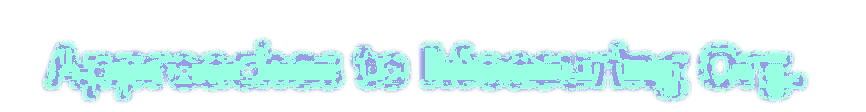 Approaches to Measuring Org.